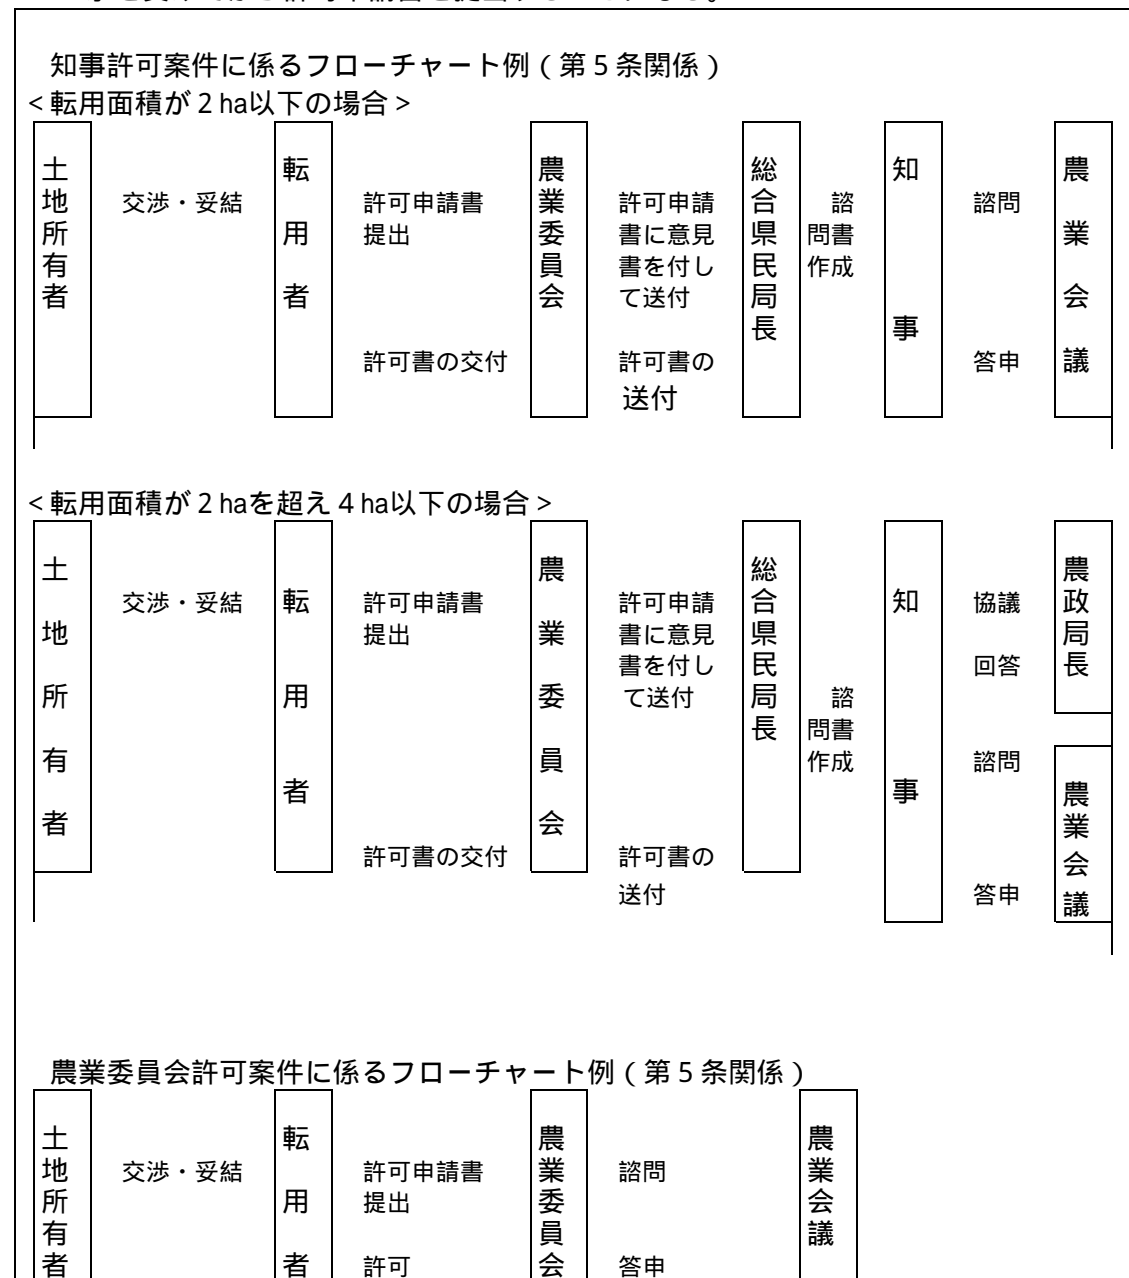 知事許可案件に係るフローチャート例（第５条関係）
＜転用面積が２ha以下の場合＞
土地所有者
交渉・妥結
転用者
許可申請書
提出
許可書の交付
農業委員会
許可申請
書に意見
書を付し
て送付
許可書の
送付
総合県民局長
諮
問書
作成
知事
諮問
答申
農業会議
＜転用面積が２haを超え４ha以下の場合＞
土地所有者
交渉・妥結
転用者
許可申請書
提出
許可書の交付
農業委員会
許可申請
書に意見
書を付し
て送付
許可書の
送付
総合県民局長
諮
問書
作成
知事
協議
回答
農政局長
諮問
答申
農業会議
農業委員会許可案件に係るフローチャート例（第５条関係）
土地所有者
交渉・妥結
転用者
許可申請書
提出
許可
農業委員会
諮問
答申
農業会議